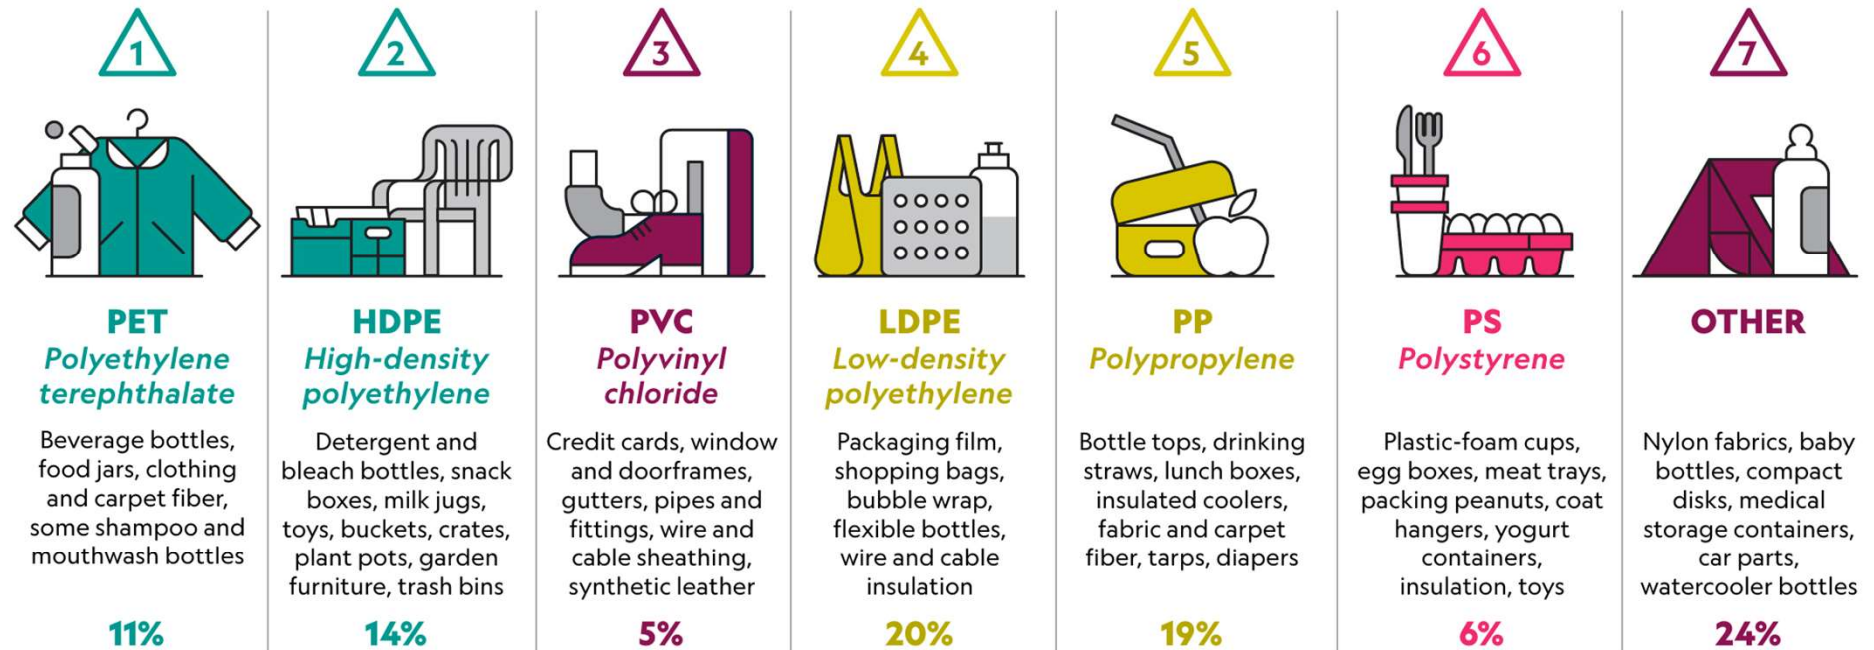 1
PET
Polyethylene
terephthalate
Beverage bottles,
food jars, clothing
and carpet fiber,
some shampoo and
mouthwash bottles
11%
2
HDPE
High-density
polyethylene
Detergent and
bleach bottles, snack
boxes, milk jugs,
toys, buckets, crates,
plant pots, garden
furniture, trash bins
14%
3
PVC
Polyvinyl
chloride
Credit cards, window
and doorframes,
gutters, pipes and
fittings, wire and
cable sheathing,
synthetic leather
5%
4
LDPE
Low-density
polyethylene
Packaging film,
shopping bags,
bubble wrap,
flexible bottles,
wire and cable
insulation
20%
5
PP
Polypropylene
Bottle tops, drinking
straws, lunch boxes,
insulated coolers,
fabric and carpet
fiber, tarps, diapers
19%
6
PS
Polystyrene
Plastic-foam cups,
egg boxes, meat trays,
packing peanuts, coat
hangers, yogurt
containers,
insulation, toys
6%
7
OTHER
Nylon fabrics, baby
bottles, compact
disks, medical
storage containers,
car parts,
watercooler bottles
24%